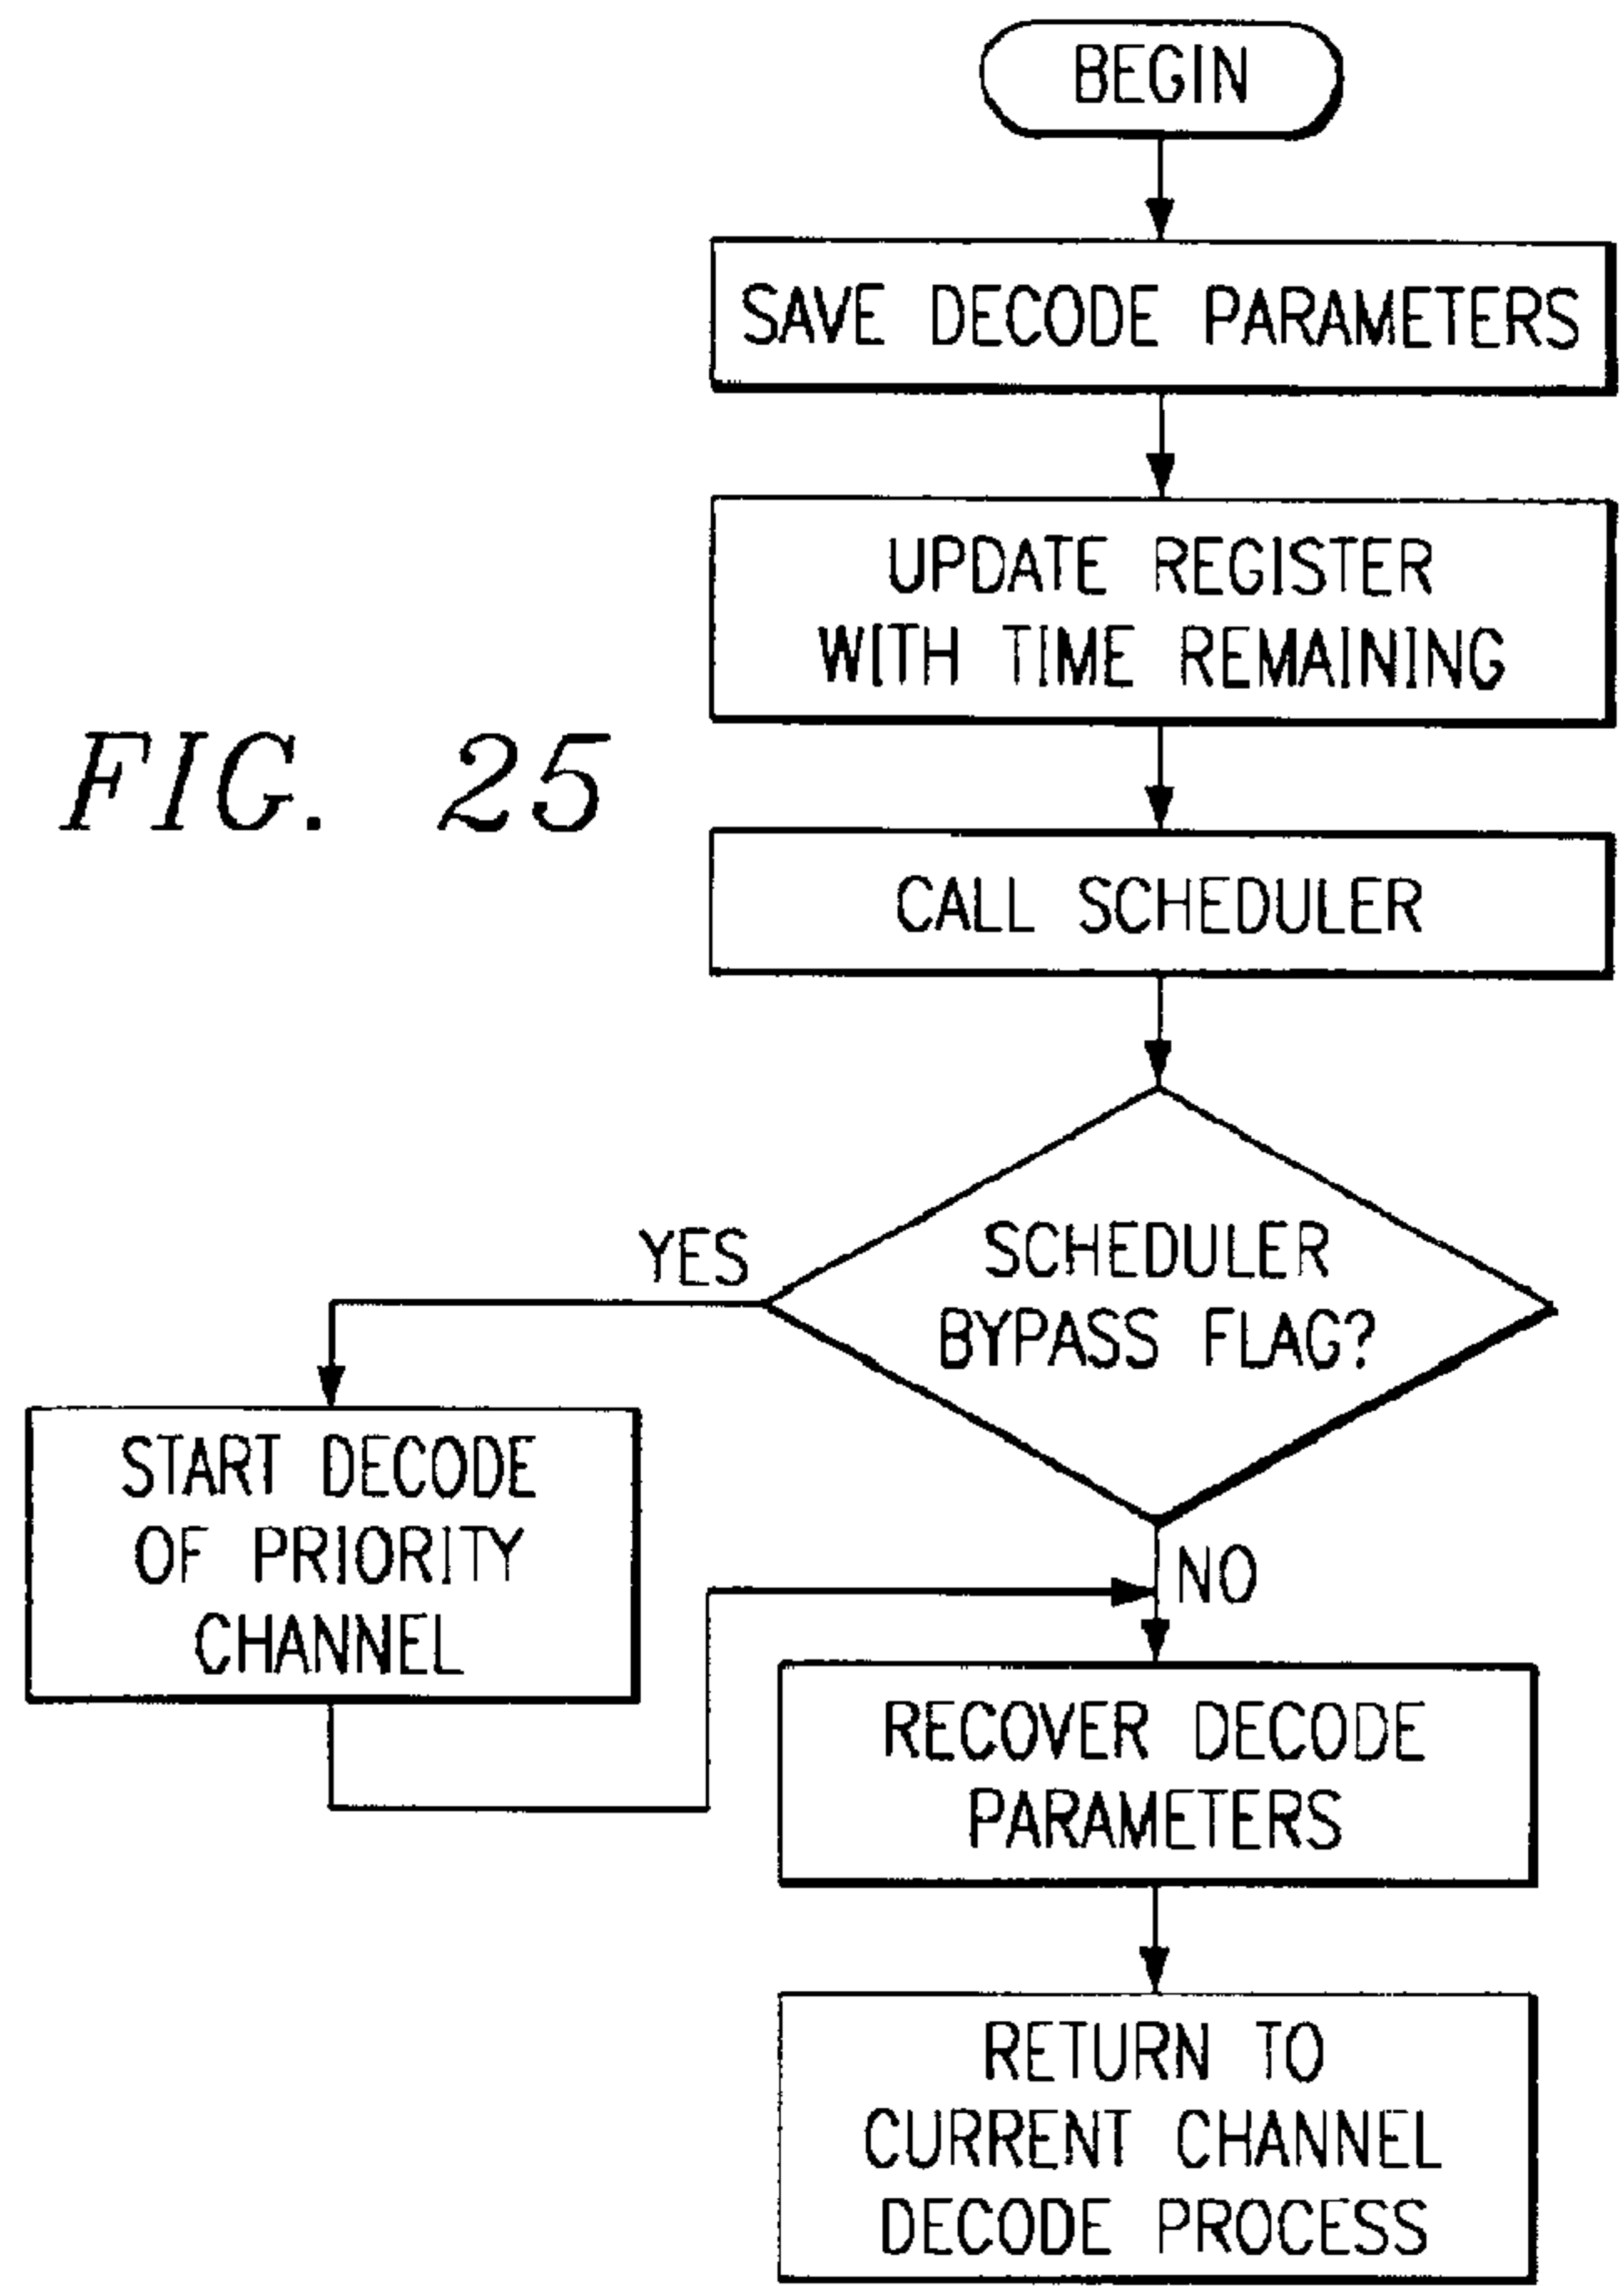 BEGIN
SAVE DECODE PARAMETERS
UPDATE REGISTER
WITH TIME REMAINING
FIG. 25
CALL SCHEDULER
SCHEDULER
BYPASS FLAG?
YES
START DECODE
OF PRIORITY
CHANNEL
NO
RECOVER DECODE
PARAMETERS
RETURN TO
CURRENT CHANNEL
DECODE PROCESS